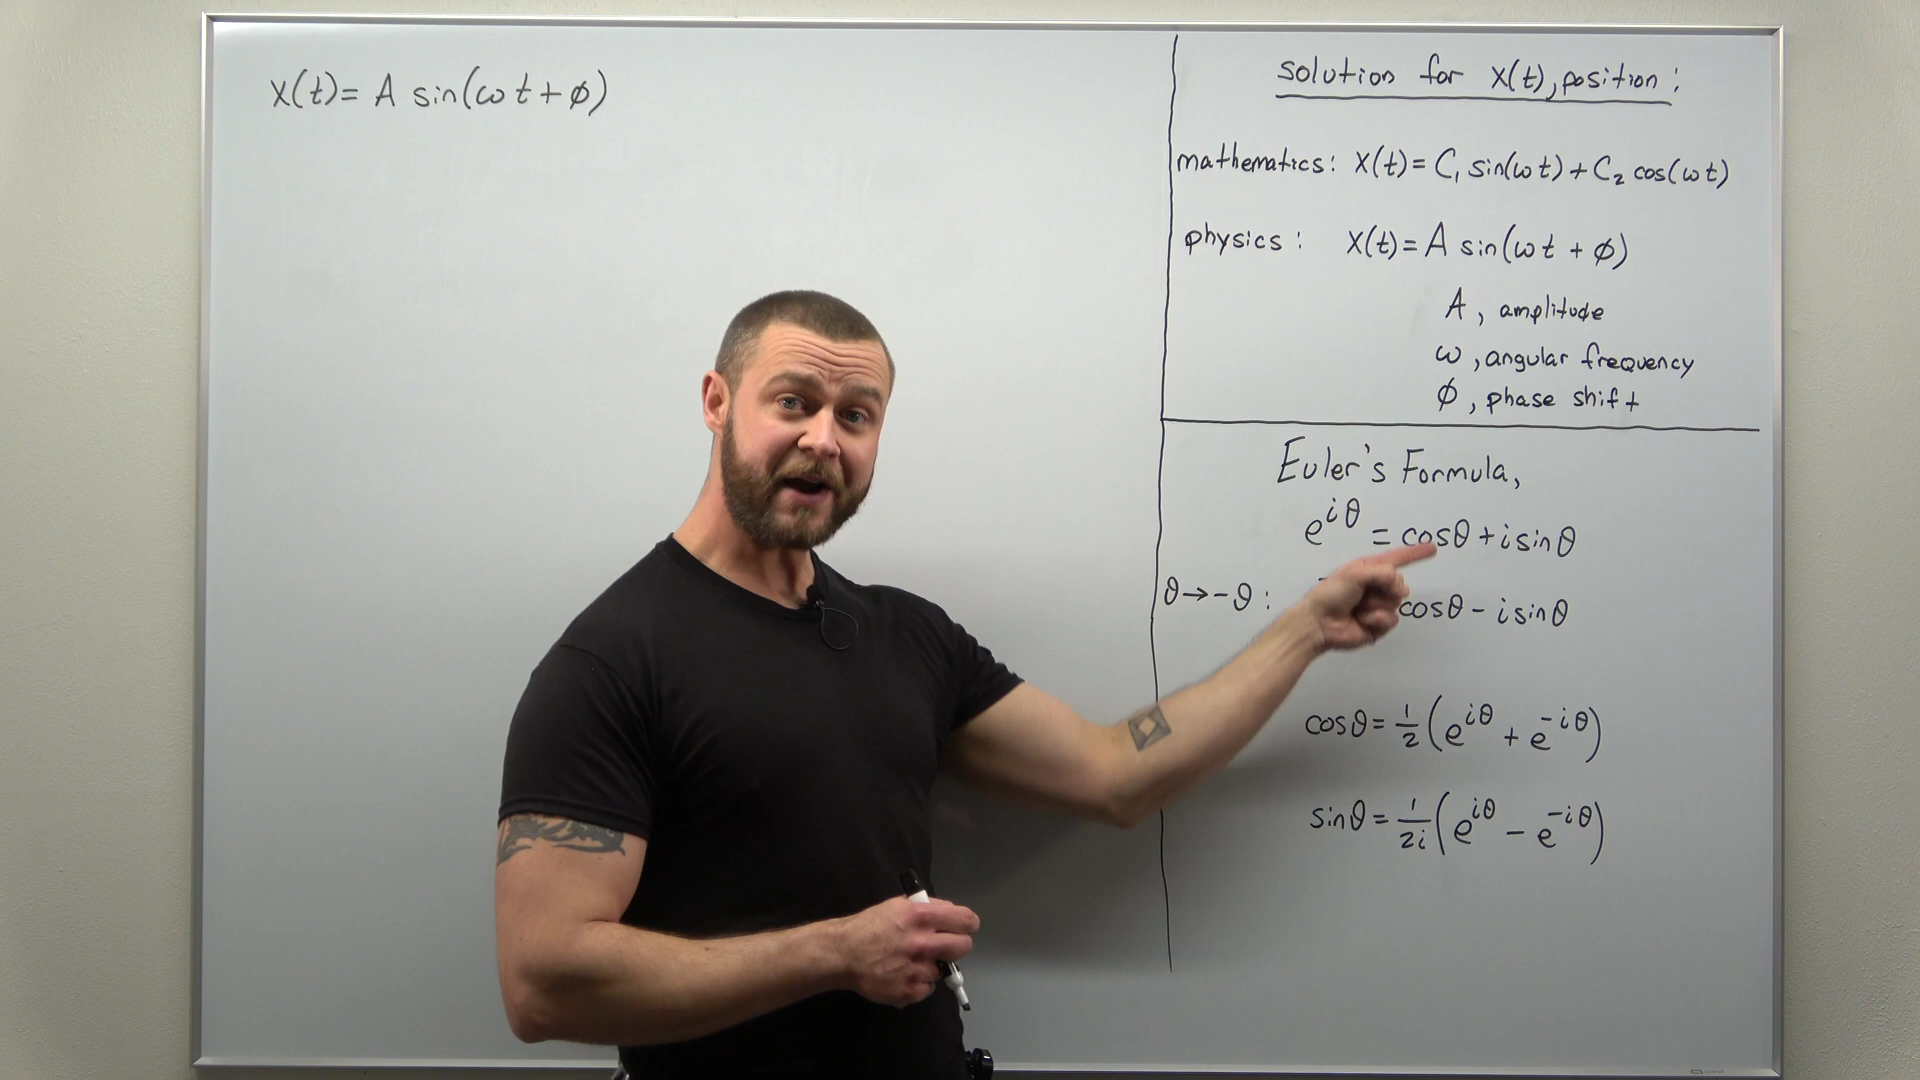 x(t)= A sin(ωt+φ)
solution for x(t), position:
mathematics: x(t)= C₁ sin(ωt)+C₂ cos(ωt)
physics: x(t)= A sin(ωt + φ)
A, amplitude
ω, angular frequency
φ, phase shift
Euler's Formula,
e^{iθ} = cosθ + i sinθ
θ→-θ: cosθ - i sinθ
cosθ = 1/2 (e^{iθ} + e^{-iθ})
sinθ = 1/2i (e^{iθ} - e^{-iθ})